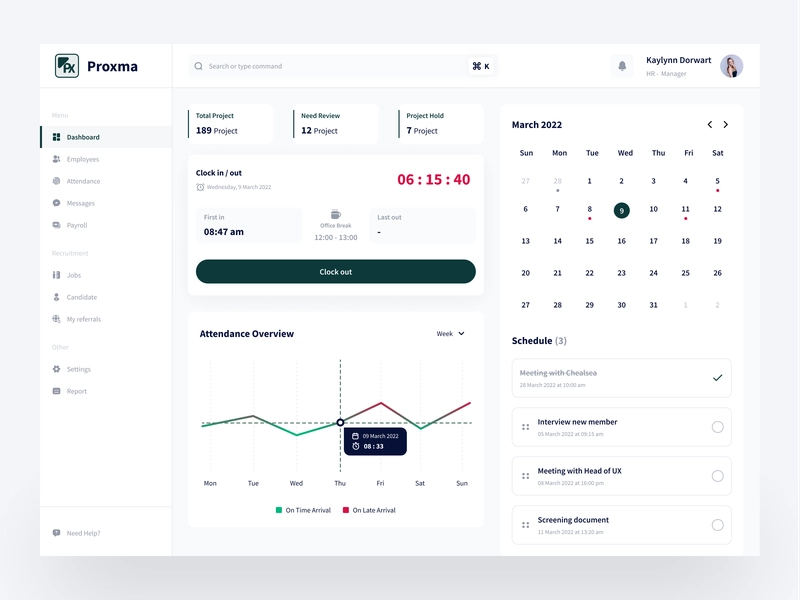 Px
Proxma
Search or type command
⌘ K
Kaylynn Dorwart
HR - Manager
Menu
Dashboard
Employees
Attendance
Messages
Payroll
Recruitment
Jobs
Candidate
My referrals
Other
Settings
Report
Need Help?
Total Project
189 Project
Need Review
12 Project
Project Hold
7 Project
Clock in / out
Wednesday, 9 March 2022
06 : 15 : 40
First in
08:47 am
Office Break
12:00 - 13:00
Last out
-
Clock out
Attendance Overview
Week
09 March 2022
08 : 33
Mon Tue Wed Thu Fri Sat Sun
On Time Arrival On Late Arrival
March 2022
Sun Mon Tue Wed Thu Fri Sat
27 28 1 2 3 4 5
6 7 8 9 10 11 12
13 14 15 16 17 18 19
20 21 22 23 24 25 26
27 28 29 30 31 1 2
Schedule (3)
Meeting with Chealsea
28 March 2022 at 10:00 am
Interview new member
05 March 2022 at 09:15 am
Meeting with Head of UX
08 March 2022 at 16:00 pm
Screening document
11 March 2022 at 13:20 am